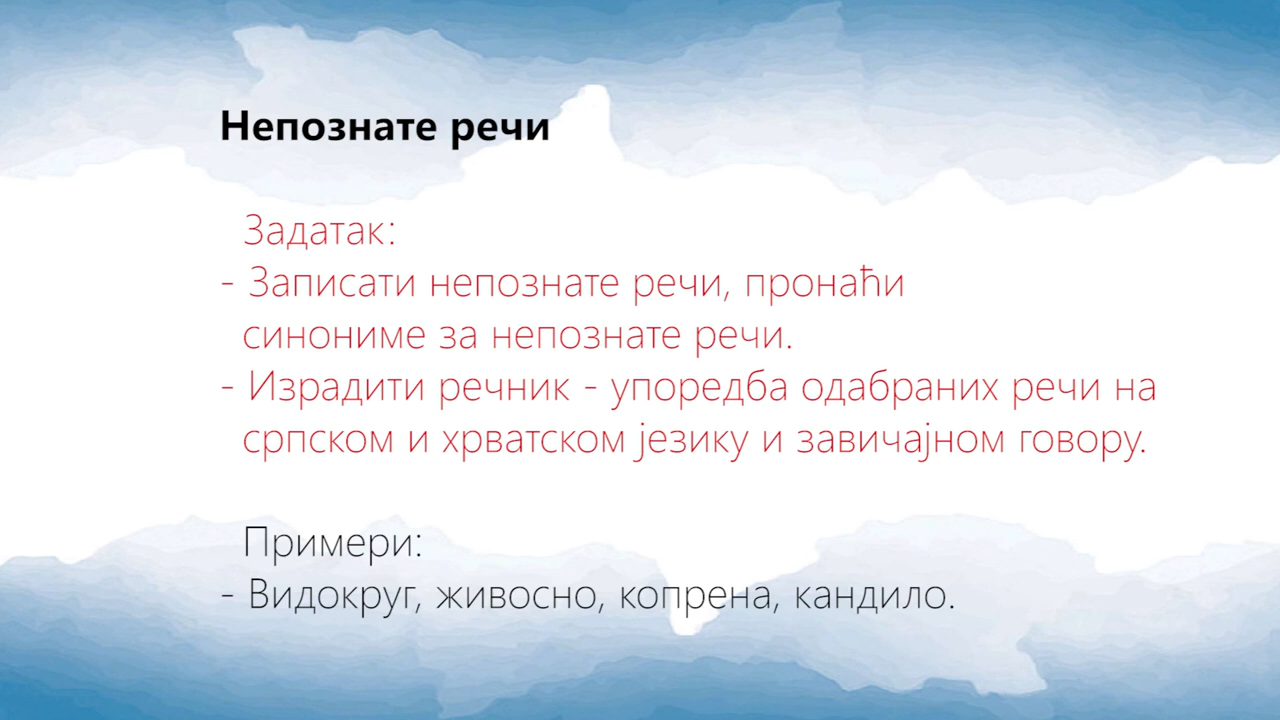 Непознате речи
Задатак:
- Записати непознате речи, пронаћи
синониме за непознате речи.
- Израдити речник - упоредба одабраних речи на
српском и хрватском језику и завичајном говору.
Примери:
- Видокруг, живосно, копрена, кандило.